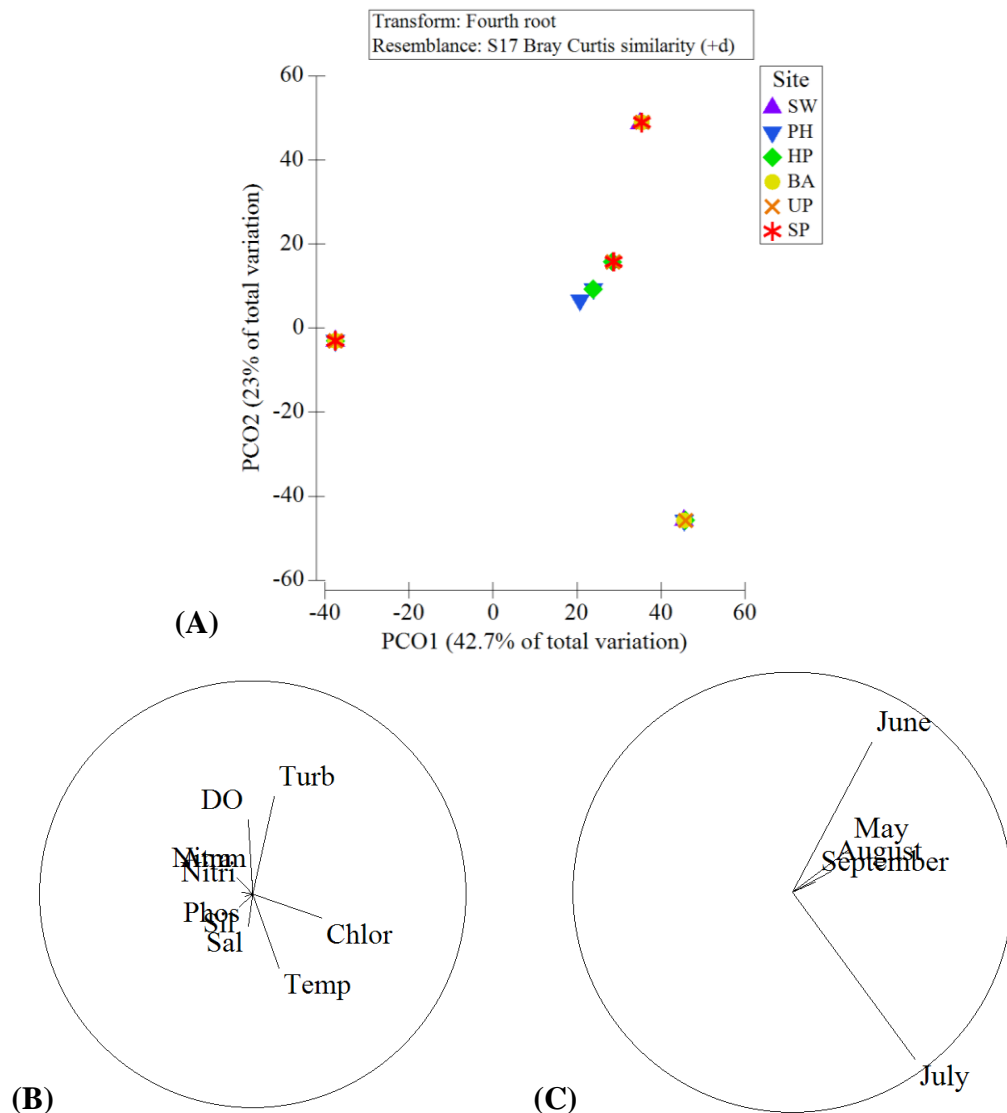 Transform: Fourth root
Resemblance: S17 Bray Curtis similarity (+d)
Site
SW
PH
HP
BA
UP
SP
60
40
20
0
-20
-40
-60
PCO2 (23% of total variation)
-40
-20
0
20
40
60
PCO1 (42.7% of total variation)
(A)
Turb
DO
Nitri
Phos
Sil
Sal
Chlor
Temp
(B)
June
May
August
September
July
(C)